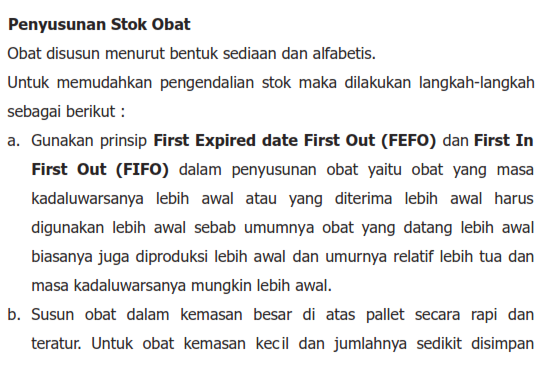 Penyusunan Stok Obat
Obat disusun menurut bentuk sediaan dan alfabetis.
Untuk memudahkan pengendalian stok maka dilakukan langkah-langkah
sebagai berikut :
a. Gunakan prinsip First Expired date First Out (FEFO) dan First In
First Out (FIFO) dalam penyusunan obat yaitu obat yang masa
kadaluwarsanya lebih awal atau yang diterima lebih awal harus
digunakan lebih awal sebab umumnya obat yang datang lebih awal
biasanya juga diproduksi lebih awal dan umurnya relatif lebih tua dan
masa kadaluwarsanya mungkin lebih awal.
b. Susun obat dalam kemasan besar di atas pallet secara rapi dan
teratur. Untuk obat kemasan kecil dan jumlahnya sedikit disimpan